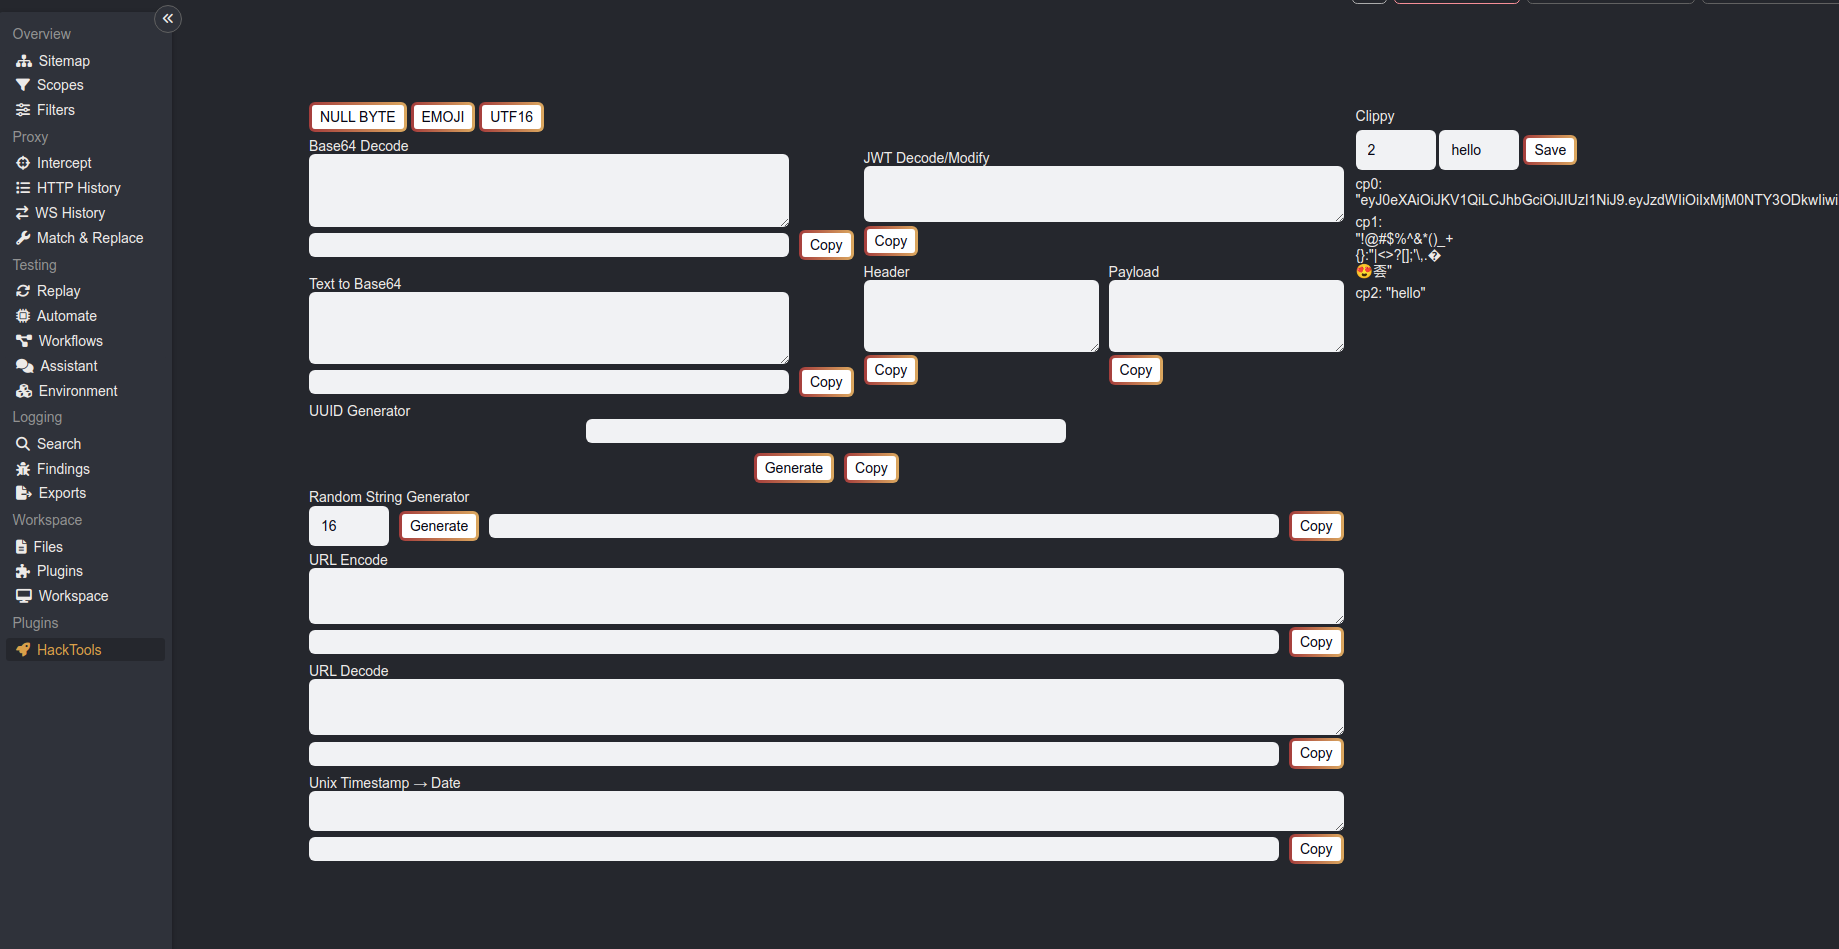 Overview
Sitemap
Scopes
Filters
Proxy
Intercept
HTTP History
WS History
Match & Replace
Testing
Replay
Automate
Workflows
Assistant
Environment
Logging
Search
Findings
Exports
Workspace
Files
Plugins
Workspace
Plugins
HackTools
NULL BYTE EMOJI UTF16
Base64 Decode
Copy
Text to Base64
Copy
JWT Decode/Modify
Copy
Header Payload
Copy Copy
UUID Generator
Generate Copy
Random String Generator
16 Generate Copy
URL Encode
Copy
URL Decode
Copy
Unix Timestamp → Date
Copy
Clippy
2 hello Save
cp0:
"eyJ0eXAiOiJKV1QiLCJhbGciOiJIUzI1NiJ9.eyJzdWIiOiIxMjM0NTY3ODkwIiwi
cp1:
"!@#$%^&*()_+
{}:"|<>?[];'\,.�
😍"
cp2: "hello"